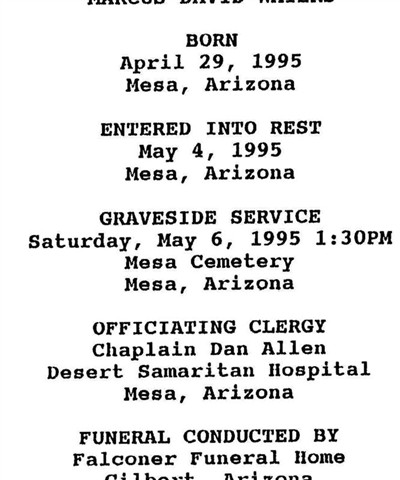 BORN
April 29, 1995
Mesa, Arizona
ENTERED INTO REST
May 4, 1995
Mesa, Arizona
GRAVESIDE SERVICE
Saturday, May 6, 1995 1:30PM
Mesa Cemetery
Mesa, Arizona
OFFICIATING CLERGY
Chaplain Dan Allen
Desert Samaritan Hospital
Mesa, Arizona
FUNERAL CONDUCTED BY
Falconer Funeral Home
Gilbert, Arizona